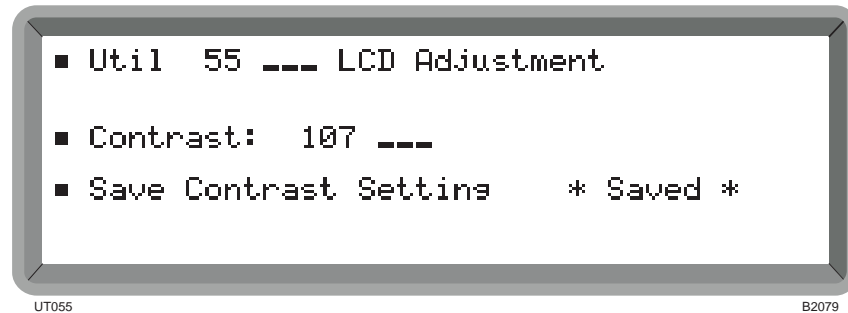 ▪ Util 55 ___ LCD Adjustment
▪ Contrast: 107 ___
▪ Save Contrast Setting * Saved *
UT055 B2079